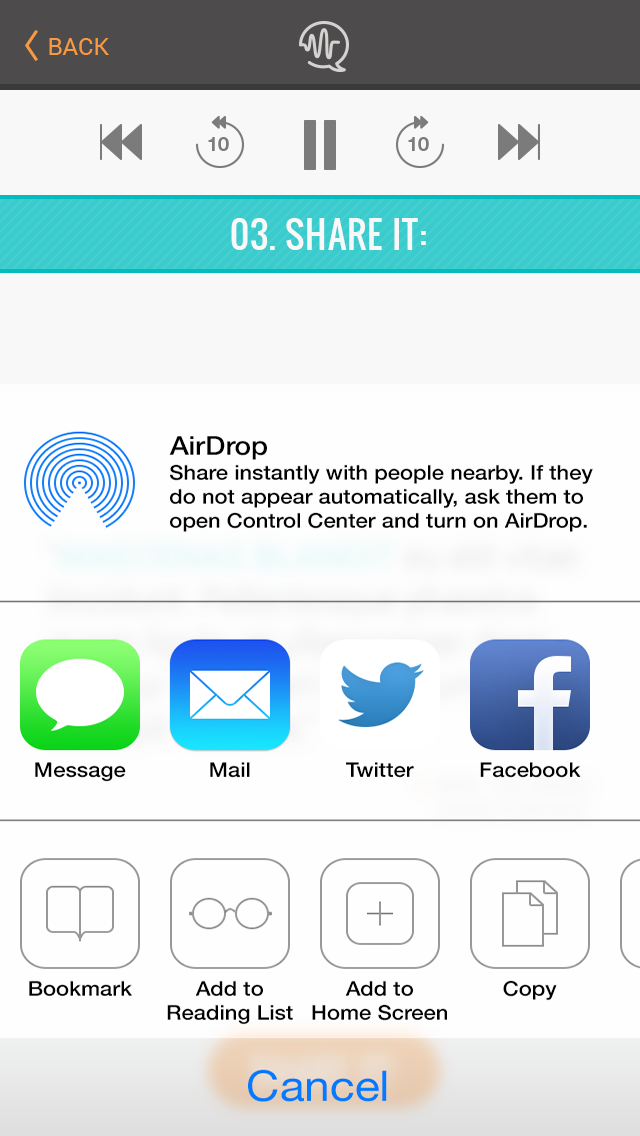 BACK
10
10
03. SHARE IT:
AirDrop
Share instantly with people nearby. If they
do not appear automatically, ask them to
open Control Center and turn on AirDrop.
Message
Mail
Twitter
Facebook
Bookmark
Add to
Reading List
Add to
Home Screen
Copy
Cancel